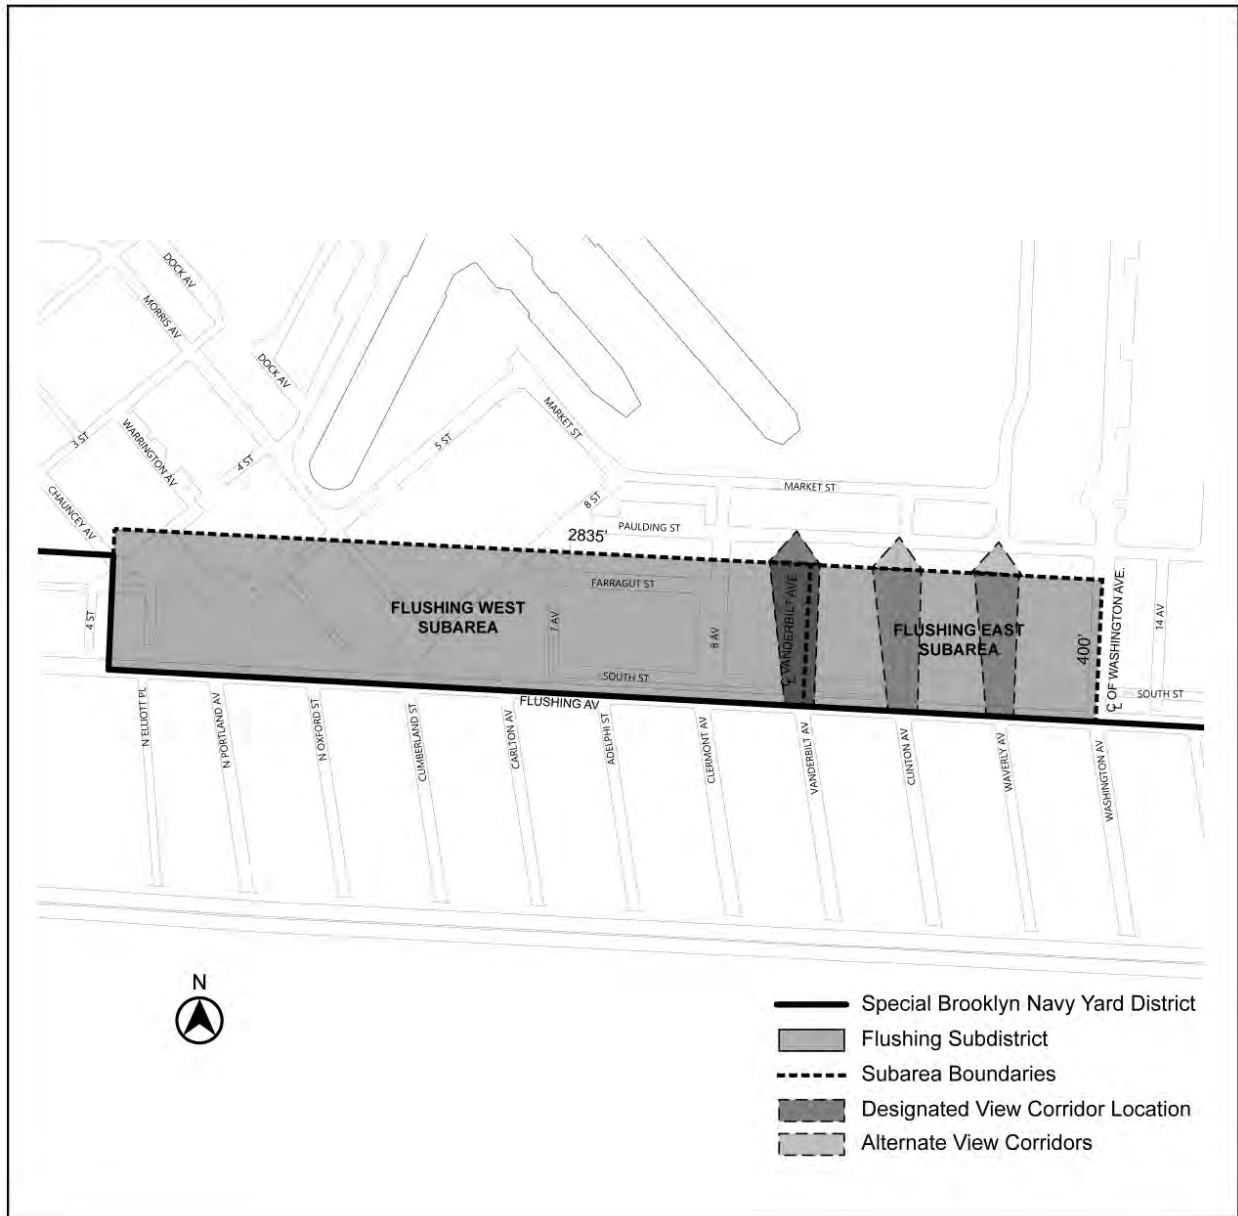 DOCK AV
MORRIS AV
DOCK AV
MARKET ST
3 ST
WARRINGTON AV
5 ST
4 ST
CHAUNCEY AV
8 ST
MARKET ST
PAULDING ST
2835'
FARRAGUT ST
FLUSHING WEST
SUBAREA
4 ST
7 AV
8 AV
℄ VANDERBILT AVE
FLUSHING EAST
SUBAREA
400'
℄ OF WASHINGTON AVE.
14 AV
SOUTH ST
SOUTH ST
FLUSHING AV
N ELLIOTT PL
N PORTLAND AV
N OXFORD ST
CUMBERLAND ST
CARLTON AV
ADELPHI ST
CLERMONT AV
VANDERBILT AV
CLINTON AV
WAVERLY AV
WASHINGTON AV
N
Special Brooklyn Navy Yard District
Flushing Subdistrict
Subarea Boundaries
Designated View Corridor Location
Alternate View Corridors